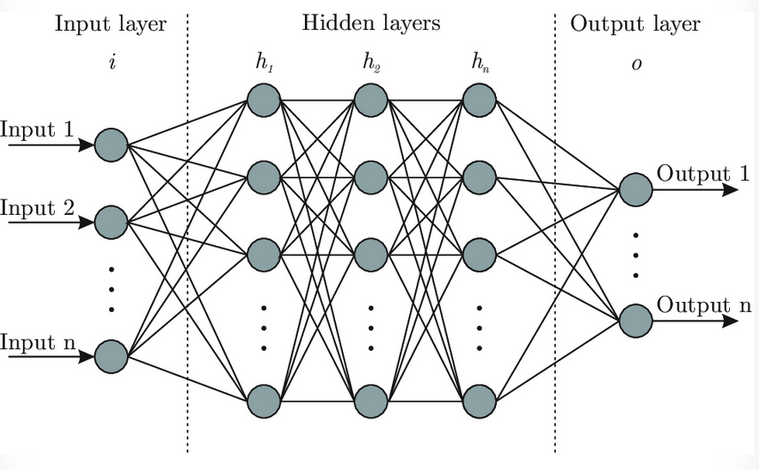 Input layer
Hidden layers
Output layer
i
h₁
h₂
hₙ
o
Input 1
Input 2
Input n
Output 1
Output n